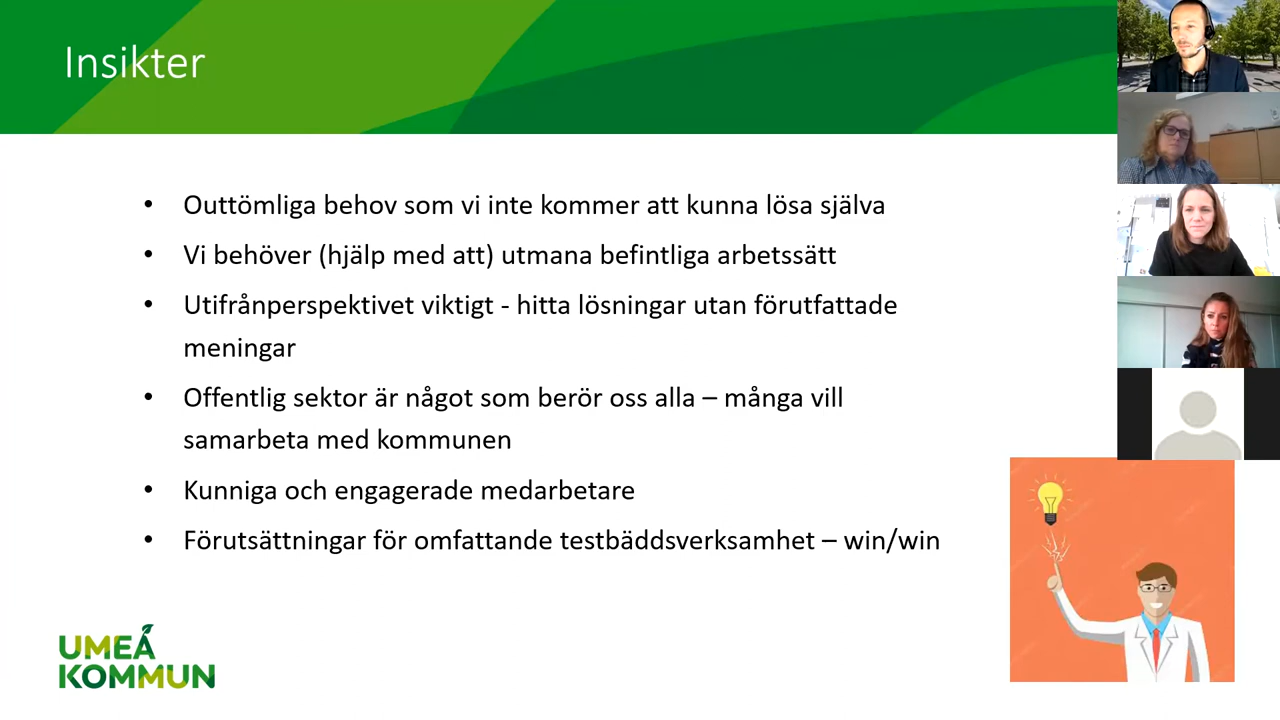 Insikter
• Outtömliga behov som vi inte kommer att kunna lösa själva
• Vi behöver (hjälp med att) utmana befintliga arbetssätt
• Utifrånperspektivet viktigt - hitta lösningar utan förutfattade
meningar
• Offentlig sektor är något som berör oss alla – många vill
samarbeta med kommunen
• Kunniga och engagerade medarbetare
• Förutsättningar för omfattande testbäddsverksamhet – win/win
UMEÅ
KOMMUN